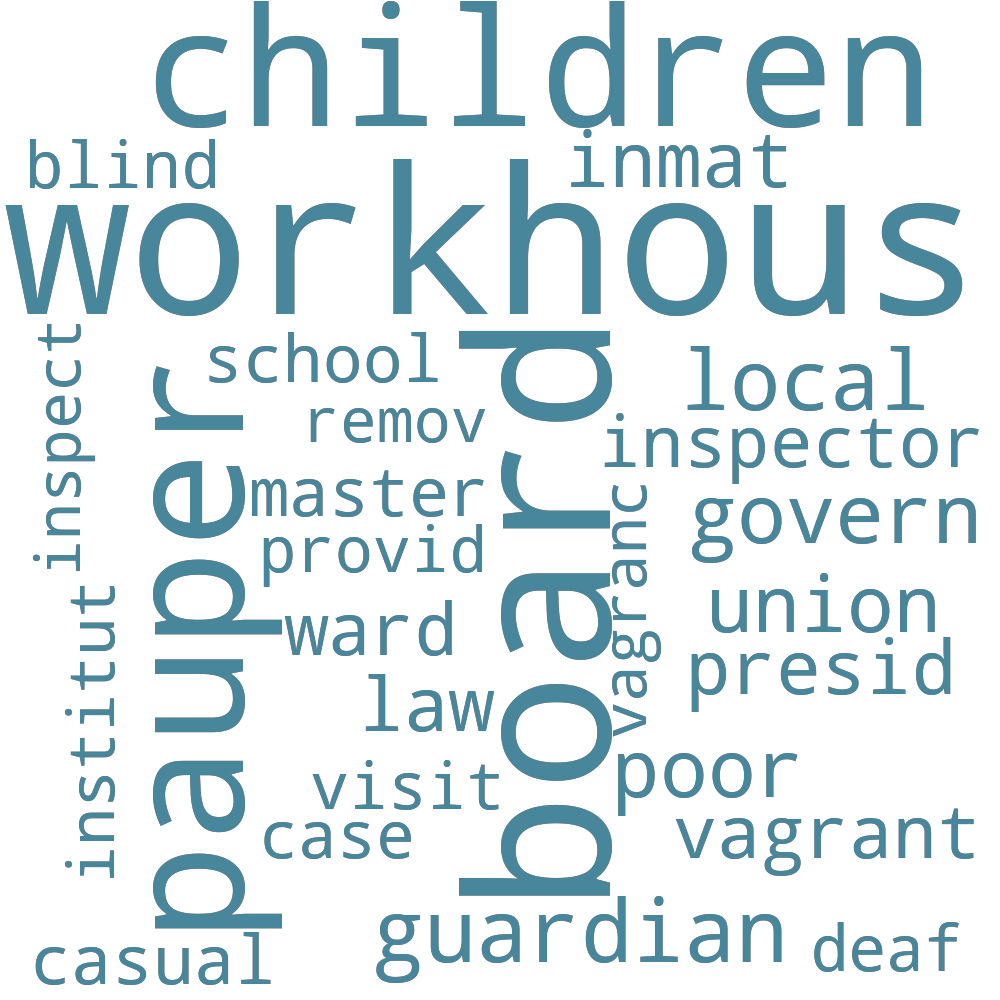 children
blind
inmat
workhous
inspect
school
board
local
pauper
remov
inspector
master
vagranc
govern
provid
institut
ward
union
presid
law
visit
poor
case
vagrant
guardian
deaf
casual